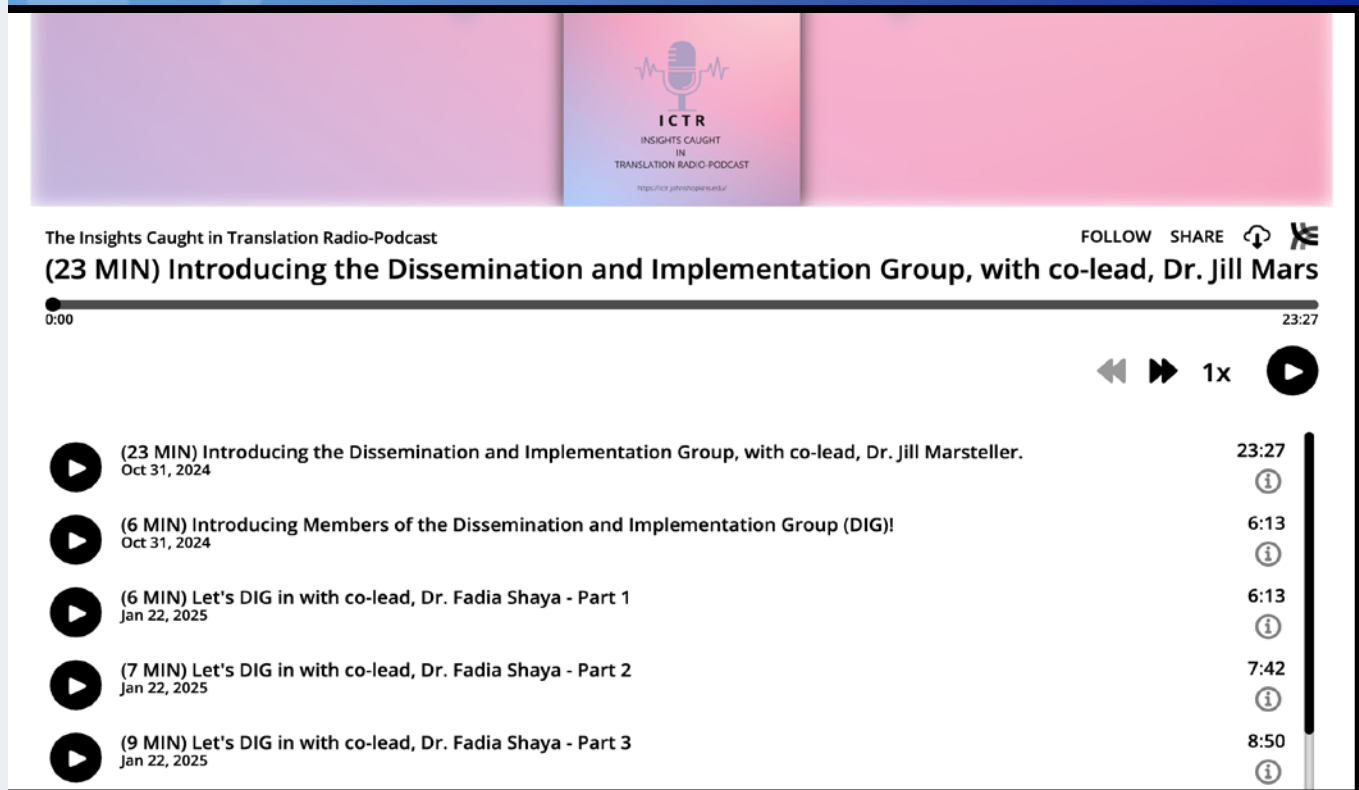 ICTR
INSIGHTS CAUGHT
IN
TRANSLATION RADIO-PODCAST
https://ictr.johnshopkins.edu/
The Insights Caught in Translation Radio-Podcast
FOLLOW SHARE
(23 MIN) Introducing the Dissemination and Implementation Group, with co-lead, Dr. Jill Mars
0:00
23:27
1x
(23 MIN) Introducing the Dissemination and Implementation Group, with co-lead, Dr. Jill Marsteller.
23:27
Oct 31, 2024
(6 MIN) Introducing Members of the Dissemination and Implementation Group (DIG)!
6:13
Oct 31, 2024
(6 MIN) Let's DIG in with co-lead, Dr. Fadia Shaya - Part 1
6:13
Jan 22, 2025
(7 MIN) Let's DIG in with co-lead, Dr. Fadia Shaya - Part 2
7:42
Jan 22, 2025
(9 MIN) Let's DIG in with co-lead, Dr. Fadia Shaya - Part 3
8:50
Jan 22, 2025